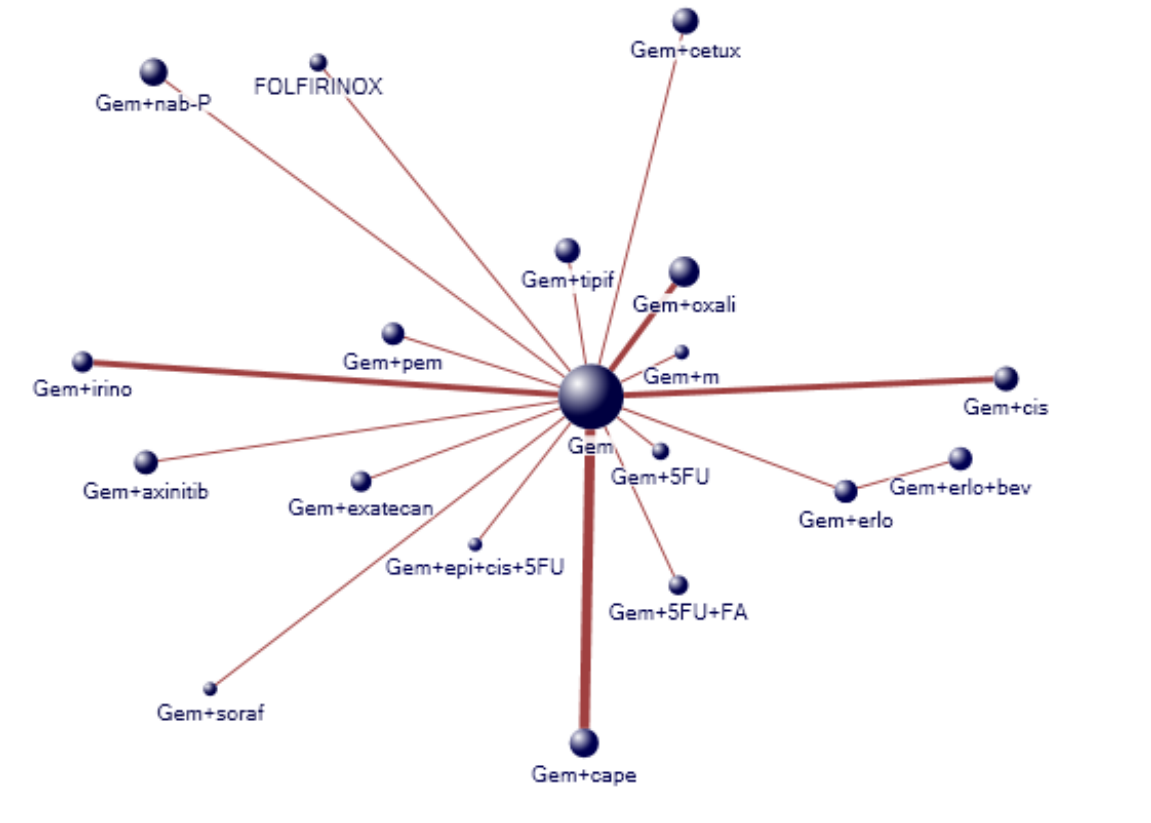 Gem+cetux
FOLFIRINOX
Gem+nab-P
Gem+tipif
Gem+oxali
Gem+pem
Gem+m
Gem+irino
Gem+cis
Gem
Gem+5FU
Gem+axinitib
Gem+erlo+bev
Gem+exatecan
Gem+erlo
Gem+epi+cis+5FU
Gem+5FU+FA
Gem+soraf
Gem+cape